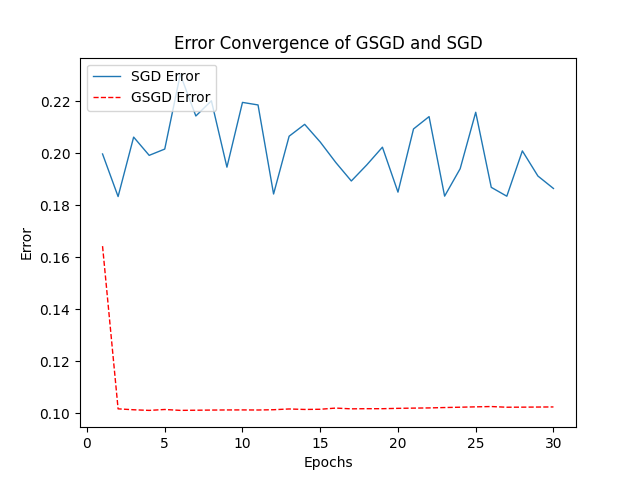 Error Convergence of GSGD and SGD
SGD Error
GSGD Error
Error
0.22
0.20
0.18
0.16
0.14
0.12
0.10
0 5 10 15 20 25 30
Epochs